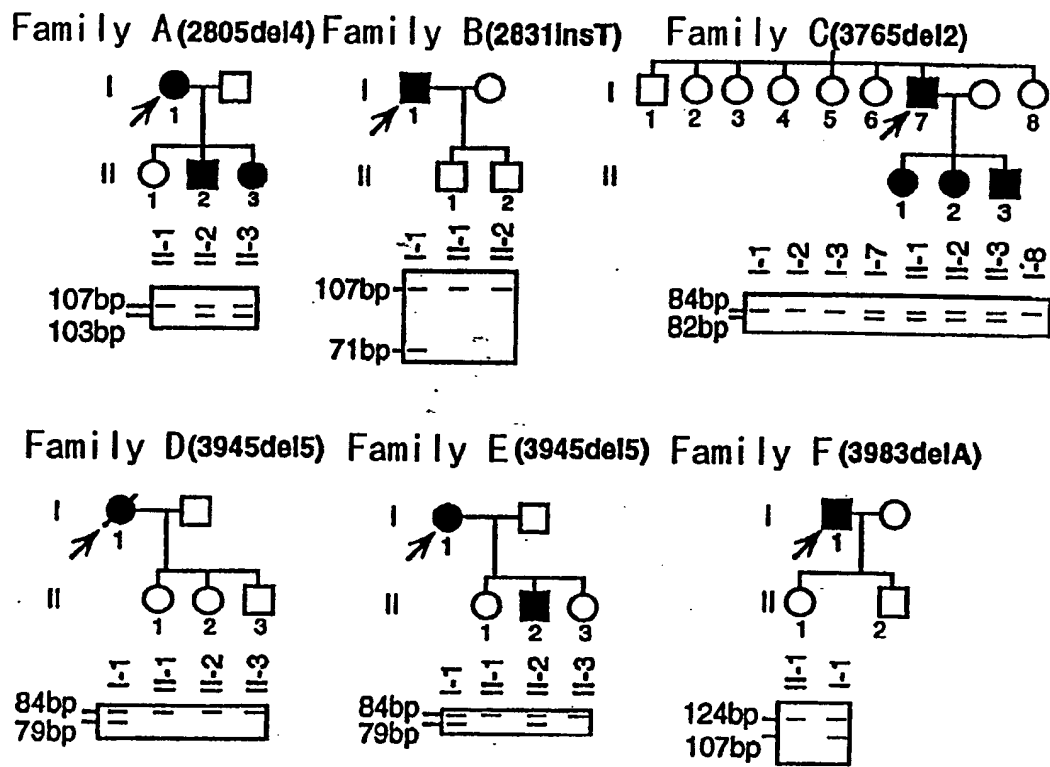 Family A(2805del4) Family B(2831insT) Family C(3765del2)
I
1
II
1 2 3
II-1 II-2 II-3
107bp
103bp
I
1
II
1 2
I-1 II-1 II-2
107bp
71bp
I
1 2 3 4 5 6 7 8
II
1 2 3
I-1 I-2 I-3 I-7 II-1 II-2 II-3 I-8
84bp
82bp
Family D(3945del5) Family E(3945del5) Family F(3983delA)
I
1
II
1 2 3
I-1 II-1 II-2 II-3
84bp
79bp
I
1
II
1 2 3
I-1 II-1 II-2 II-3
84bp
79bp
I
1
II
1 2
II-1 I-1
124bp
107bp